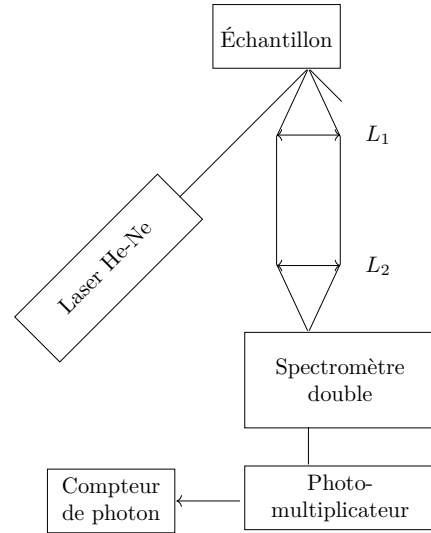 Échantillon
L₁
Laser He-Ne
L₂
Spectromètre
double
Photo-
multiplicateur
Compteur
de photon